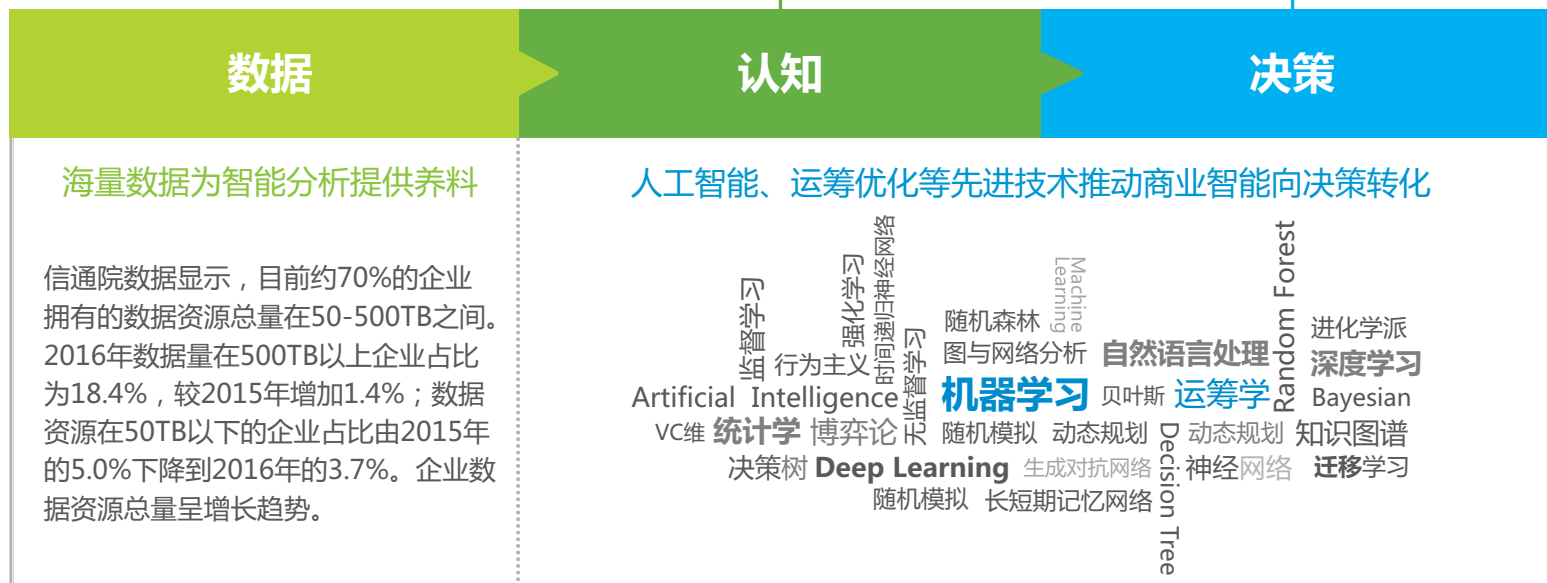 数据
认知
决策
海量数据为智能分析提供养料
信通院数据显示，目前约70%的企业
拥有的数据资源总量在50-500TB之间。
2016年数据量在500TB以上企业占比
为18.4%，较2015年增加1.4%；数据
资源在50TB以下的企业占比由2015年
的5.0%下降到2016年的3.7%。企业数
据资源总量呈增长趋势。
人工智能、运筹优化等先进技术推动商业智能向决策转化
监督学习
强化学习
时间递归神经网络
无监督学习
行为主义
Artificial Intelligence
VC维
统计学
博弈论
决策树
Deep Learning
随机模拟
随机森林
Machine
Learning
图与网络分析
自然语言处理
Random Forest
进化学派
深度学习
机器学习
贝叶斯
运筹学
Bayesian
随机模拟
动态规划
Decision Tree
动态规划
知识图谱
生成对抗网络
神经网络
迁移学习
长短期记忆网络